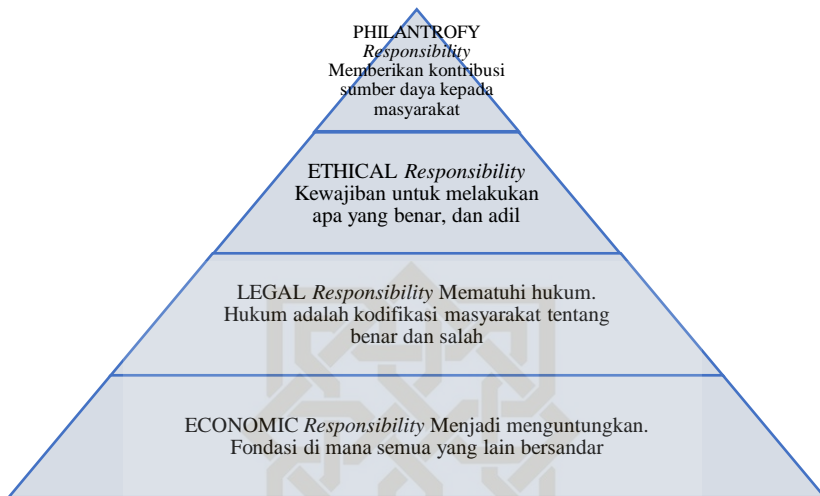 PHILANTROFY
Responsibility
Memberikan kontribusi
sumber daya kepada
masyarakat
ETHICAL Responsibility
Kewajiban untuk melakukan
apa yang benar, dan adil
LEGAL Responsibility Mematuhi hukum.
Hukum adalah kodifikasi masyarakat tentang
benar dan salah
ECONOMIC Responsibility Menjadi menguntungkan.
Fondasi di mana semua yang lain bersandar